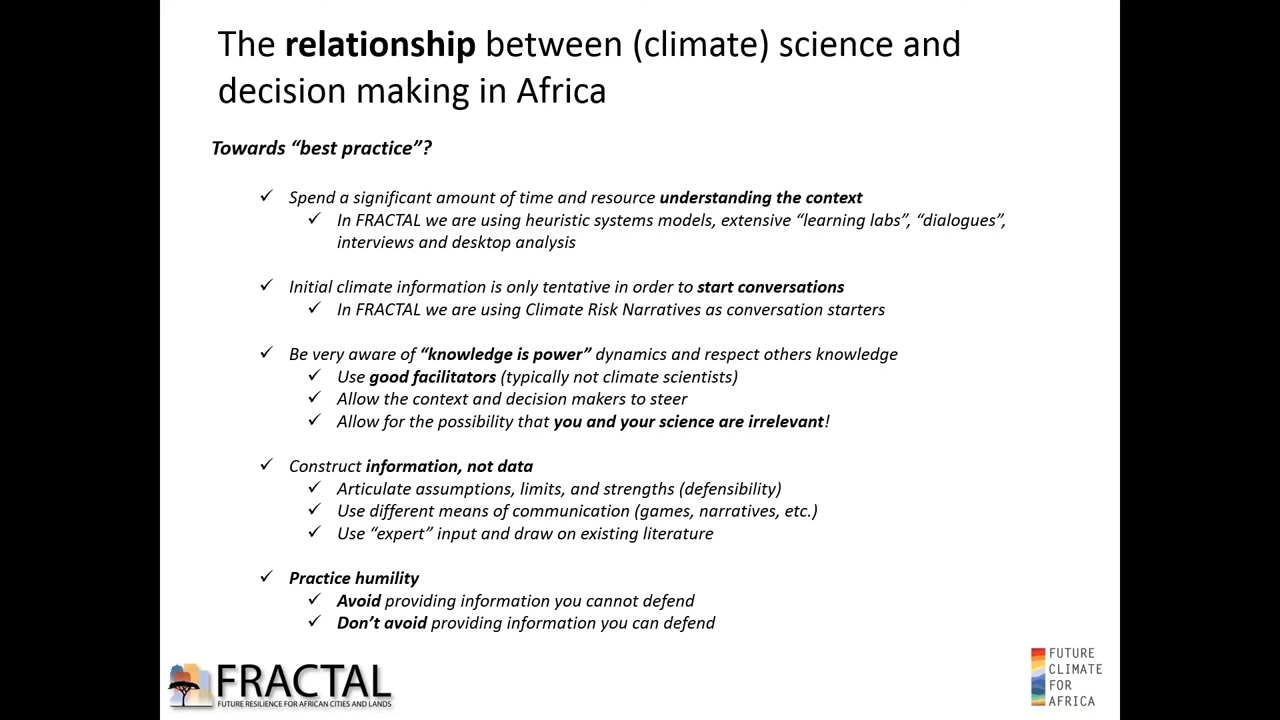 The relationship between (climate) science and
decision making in Africa
Towards “best practice”?
✓ Spend a significant amount of time and resource understanding the context
✓ In FRACTAL we are using heuristic systems models, extensive “learning labs”, “dialogues”,
interviews and desktop analysis
✓ Initial climate information is only tentative in order to start conversations
✓ In FRACTAL we are using Climate Risk Narratives as conversation starters
✓ Be very aware of “knowledge is power” dynamics and respect others knowledge
✓ Use good facilitators (typically not climate scientists)
✓ Allow the context and decision makers to steer
✓ Allow for the possibility that you and your science are irrelevant!
✓ Construct information, not data
✓ Articulate assumptions, limits, and strengths (defensibility)
✓ Use different means of communication (games, narratives, etc.)
✓ Use “expert” input and draw on existing literature
✓ Practice humility
✓ Avoid providing information you cannot defend
✓ Don’t avoid providing information you can defend
FRACTAL
FUTURE RESILIENCE FOR AFRICAN CITIES AND LANDS
FUTURE
CLIMATE
FOR
AFRICA